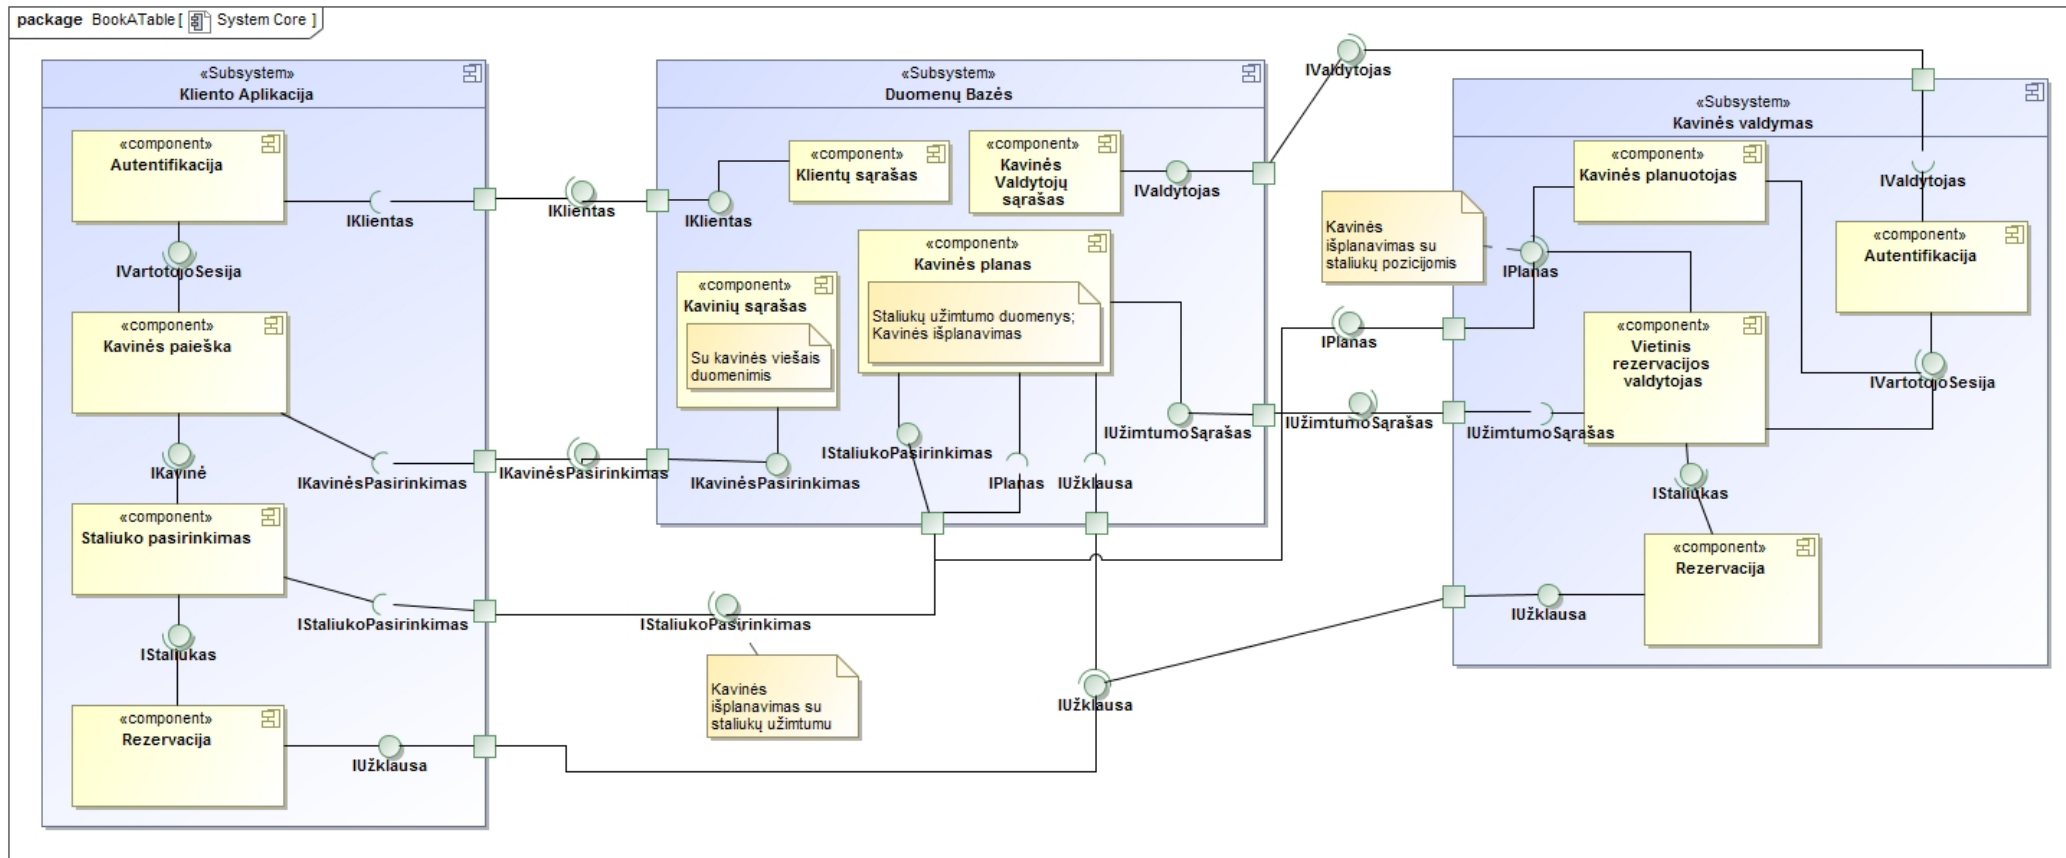 package BookATable [ System Core ]
«Subsystem»
Kliento Aplikacija
«component»
Autentifikacija
IKlientas
IVartotojoSesija
«component»
Kavinės paieška
IKavinė
IKavinėsPasirinkimas
«component»
Staliuko pasirinkimas
IStaliukoPasirinkimas
IStaliukas
«component»
Rezervacija
IUžklausa
IKlientas
IKavinėsPasirinkimas
IStaliukoPasirinkimas
Kavinės
išplanavimas su
staliukų užimtumu
«Subsystem»
Duomenų Bazės
«component»
Klientų sąrašas
IKlientas
«component»
Kavinės
Valdytojų
sąrašas
IValdytojas
«component»
Kavinių sąrašas
Su kavinės viešais
duomenimis
IKavinėsPasirinkimas
«component»
Kavinės planas
Staliukų užimtumo duomenys;
Kavinės išplanavimas
IStaliukoPasirinkimas
IPlanas
IUžklausa
IUžimtumoSąrašas
IUžklausa
IValdytojas
IPlanas
IUžimtumoSąrašas
«Subsystem»
Kavinės valdymas
«component»
Kavinės planuotojas
IValdytojas
Kavinės
išplanavimas su
staliukų pozicijomis
IPlanas
«component»
Autentifikacija
«component»
Vietinis
rezervacijos
valdytojas
IVartotojoSesija
IUžimtumoSąrašas
IStaliukas
«component»
Rezervacija
IUžklausa